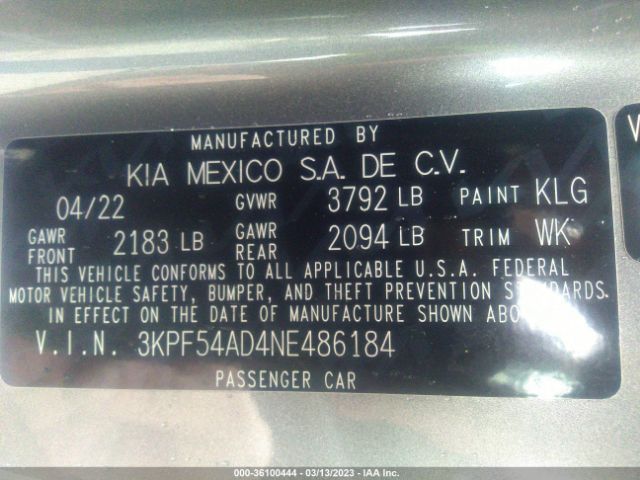 MANUFACTURED BY
KIA MEXICO S.A. DE C.V.
04/22 GVWR 3792 LB PAINT KLG
GAWR FRONT 2183 LB GAWR REAR 2094 LB TRIM WK
THIS VEHICLE CONFORMS TO ALL APPLICABLE U.S.A. FEDERAL
MOTOR VEHICLE SAFETY, BUMPER, AND THEFT PREVENTION STANDARDS.
IN EFFECT ON THE DATE OF MANUFACTURE SHOWN ABOVE
V.I.N. 3KPF54AD4NE486184
PASSENGER CAR
V
000-36100444 - 03/13/2023 - IAA Inc.